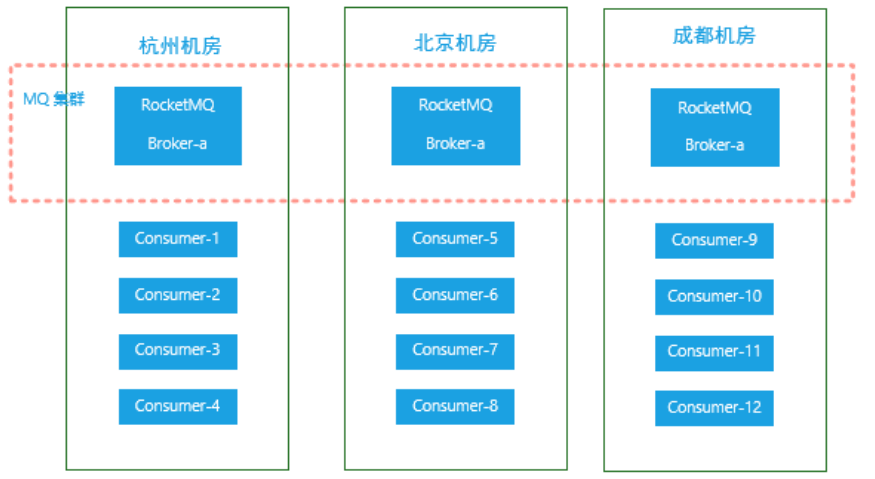 杭州机房
北京机房
成都机房
MQ 集群
RocketMQ
Broker-a
RocketMQ
Broker-a
RocketMQ
Broker-a
Consumer-1
Consumer-2
Consumer-3
Consumer-4
Consumer-5
Consumer-6
Consumer-7
Consumer-8
Consumer-9
Consumer-10
Consumer-11
Consumer-12